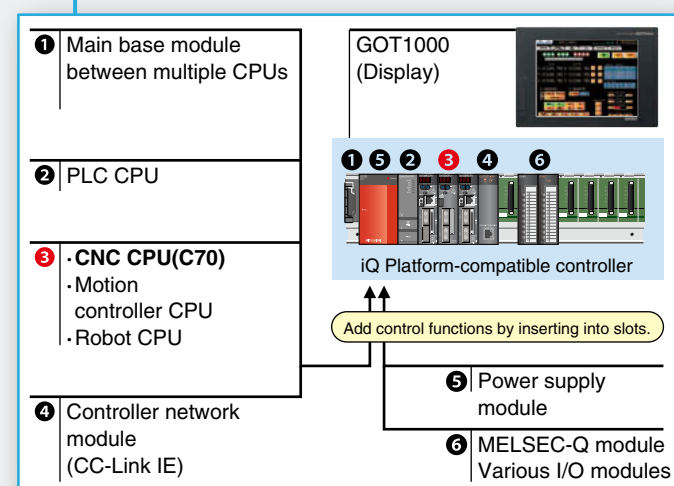 ❶ Main base module
between multiple CPUs
❷ PLC CPU
❸ ・CNC CPU(C70)
・Motion
controller CPU
・Robot CPU
❹ Controller network
module
(CC-Link IE)
GOT1000
(Display)
❶ ❺ ❷ ❸ ❹ ❻
iQ Platform-compatible controller
Add control functions by inserting into slots.
❺ Power supply
module
❻ MELSEC-Q module
Various I/O modules